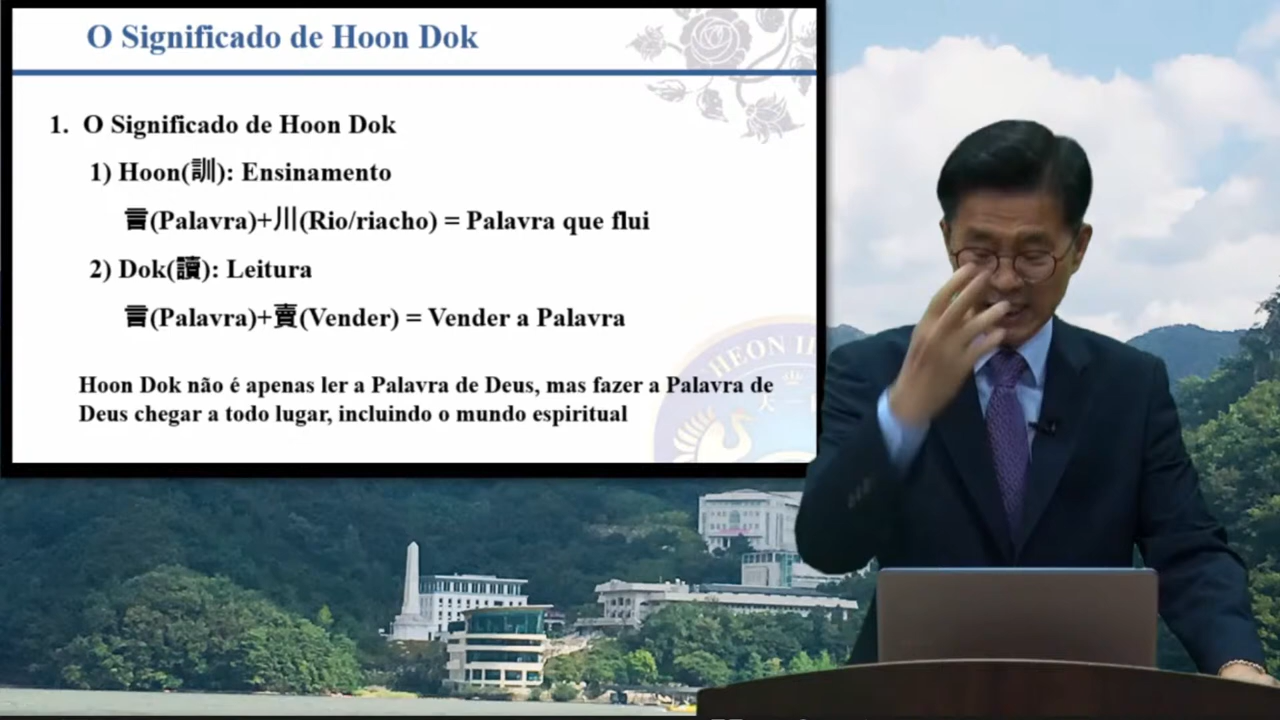 O Significado de Hoon Dok
1. O Significado de Hoon Dok
1) Hoon(訓): Ensinamento
言(Palavra)+川(Rio/riacho) = Palavra que flui
2) Dok(讀): Leitura
言(Palavra)+賣(Vender) = Vender a Palavra
Hoon Dok não é apenas ler a Palavra de Deus, mas fazer a Palavra de
Deus chegar a todo lugar, incluindo o mundo espiritual
HEON IL
天 一